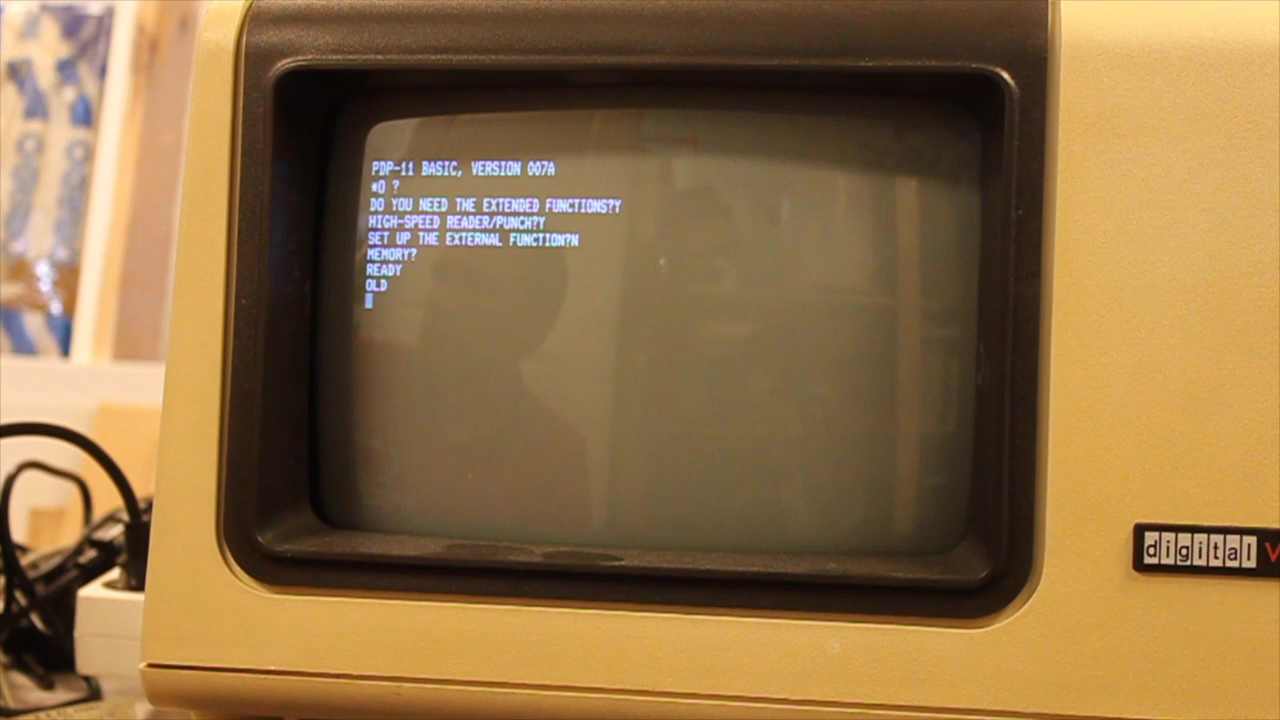 PDP-11 BASIC, VERSION 007A
*O ?
DO YOU NEED THE EXTENDED FUNCTIONS?Y
HIGH-SPEED READER/PUNCH?Y
SET UP THE EXTERNAL FUNCTION?N
MEMORY?
READY
OLD
digital V